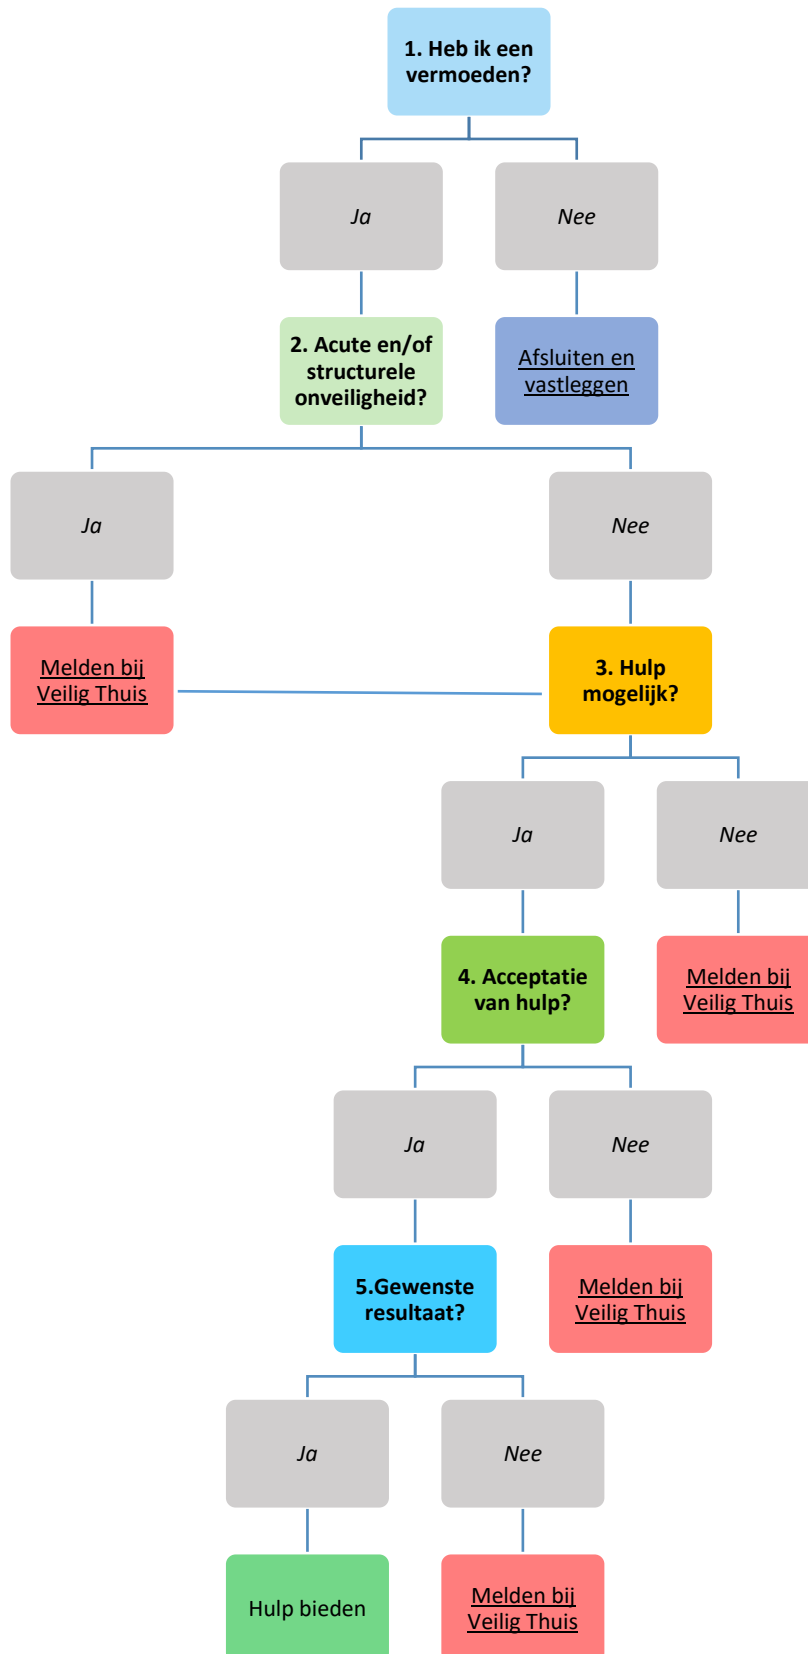 1. Heb ik een
vermoeden?
Ja
Nee
2. Acute en/of
structurele
onveiligheid?
Afsluiten en
vastleggen
Ja
Nee
Melden bij
Veilig Thuis
3. Hulp
mogelijk?
Ja
Nee
4. Acceptatie
van hulp?
Melden bij
Veilig Thuis
Ja
Nee
5.Gewenste
resultaat?
Melden bij
Veilig Thuis
Ja
Nee
Hulp bieden
Melden bij
Veilig Thuis